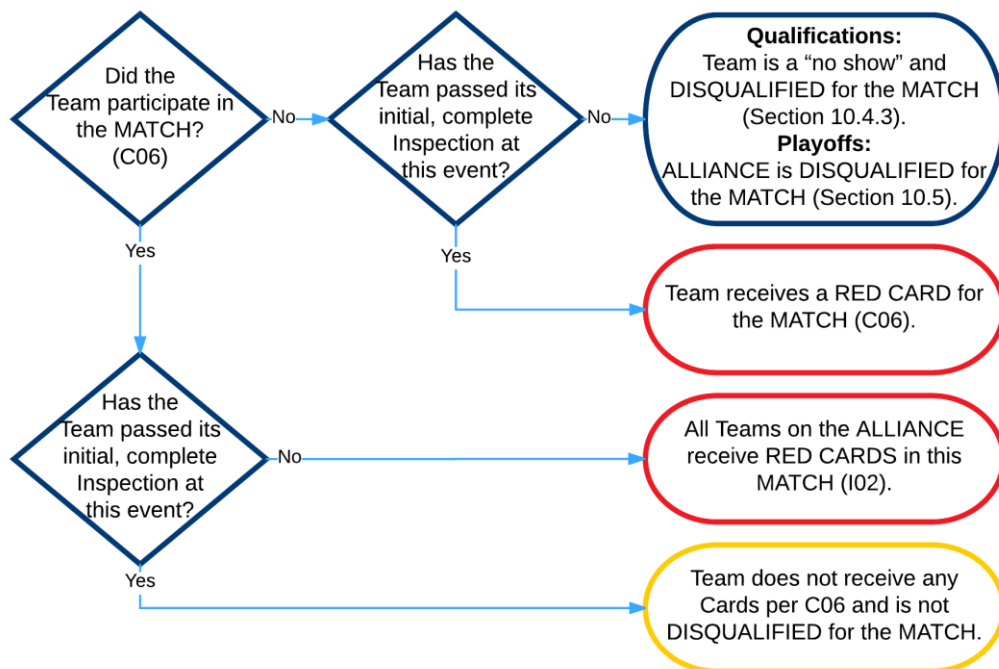 Did the
Team participate in
the MATCH?
(C06)
No
Has the
Team passed its
initial, complete
Inspection at
this event?
No
Qualifications:
Team is a “no show” and
DISQUALIFIED for the MATCH
(Section 10.4.3).
Playoffs:
ALLIANCE is DISQUALIFIED for
the MATCH (Section 10.5).
Yes
Yes
Team receives a RED CARD for
the MATCH (C06).
Has the
Team passed its
initial, complete
Inspection at
this event?
No
All Teams on the ALLIANCE
receive RED CARDS in this
MATCH (I02).
Yes
Team does not receive any
Cards per C06 and is not
DISQUALIFIED for the MATCH.